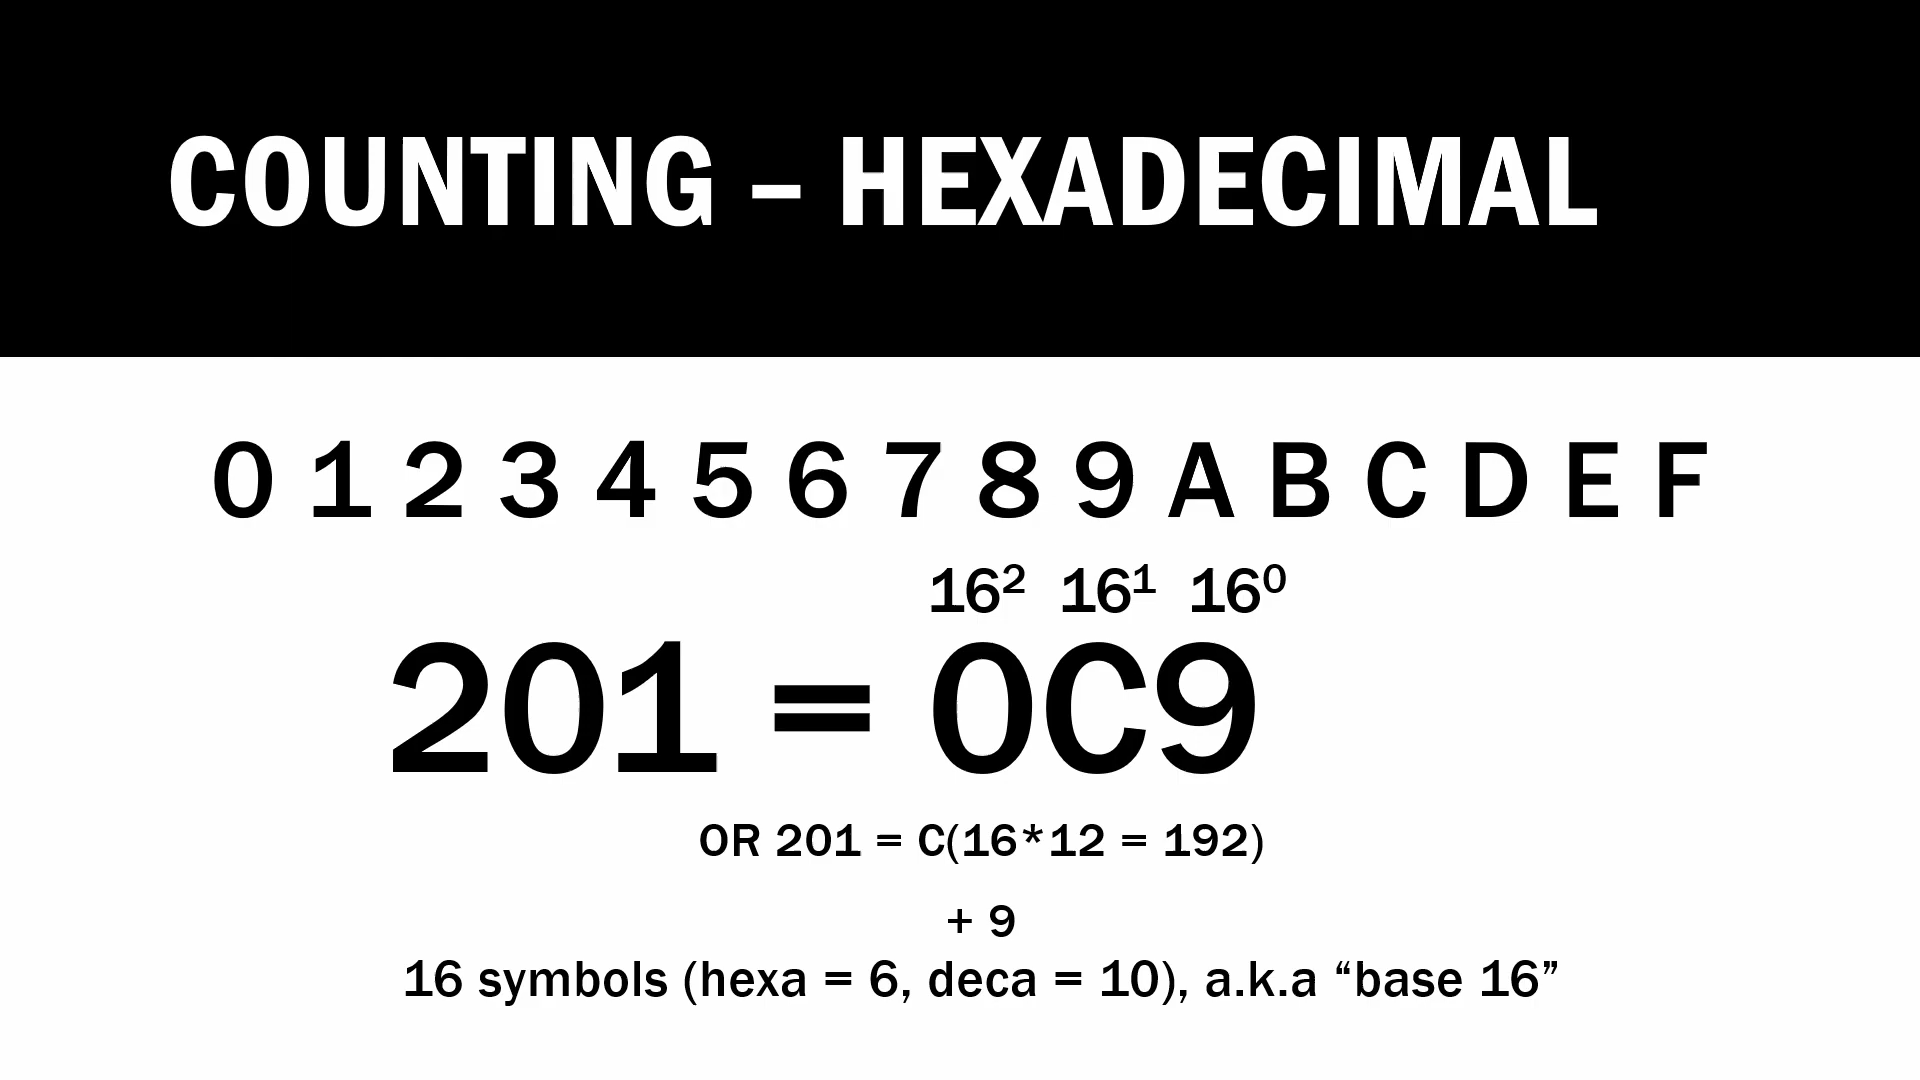 COUNTING – HEXADECIMAL
0 1 2 3 4 5 6 7 8 9 A B C D E F
16² 16¹ 16⁰
201 = 0C9
OR 201 = C(16*12 = 192)
+ 9
16 symbols (hexa = 6, deca = 10), a.k.a “base 16”